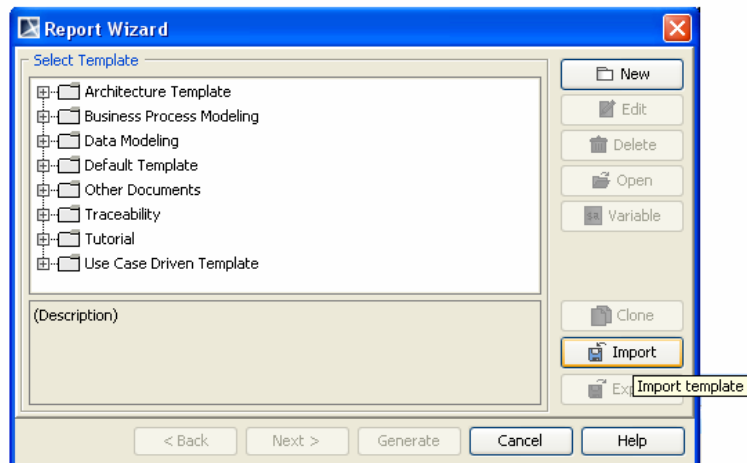 Report Wizard
Select Template
Architecture Template
Business Process Modeling
Data Modeling
Default Template
Other Documents
Traceability
Tutorial
Use Case Driven Template
New
Edit
Delete
Open
Variable
(Description)
Clone
Import
Import template
< Back
Next >
Generate
Cancel
Help